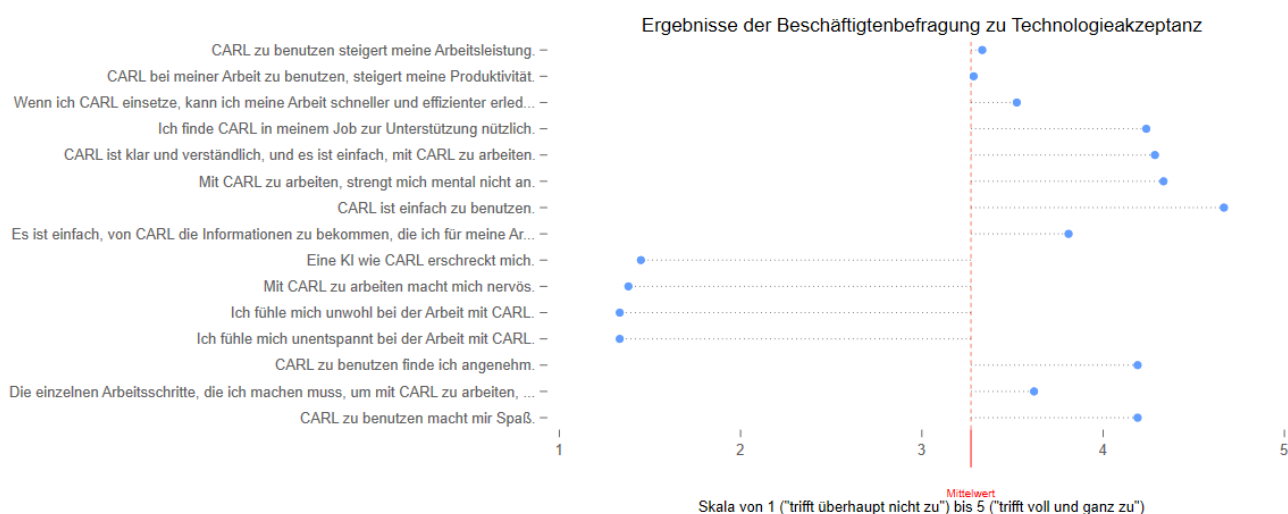 Ergebnisse der Beschäftigtenbefragung zu Technologieakzeptanz
CARL zu benutzen steigert meine Arbeitsleistung.
CARL bei meiner Arbeit zu benutzen, steigert meine Produktivität.
Wenn ich CARL einsetze, kann ich meine Arbeit schneller und effizienter erled...
Ich finde CARL in meinem Job zur Unterstützung nützlich.
CARL ist klar und verständlich, und es ist einfach, mit CARL zu arbeiten.
Mit CARL zu arbeiten, strengt mich mental nicht an.
CARL ist einfach zu benutzen.
Es ist einfach, von CARL die Informationen zu bekommen, die ich für meine Ar...
Eine KI wie CARL erschreckt mich.
Mit CARL zu arbeiten macht mich nervös.
Ich fühle mich unwohl bei der Arbeit mit CARL.
Ich fühle mich unentspannt bei der Arbeit mit CARL.
CARL zu benutzen finde ich angenehm.
Die einzelnen Arbeitsschritte, die ich machen muss, um mit CARL zu arbeiten, ...
CARL zu benutzen macht mir Spaß.
1 2 3 4 5
Mittelwert
Skala von 1 ("trifft überhaupt nicht zu") bis 5 ("trifft voll und ganz zu")